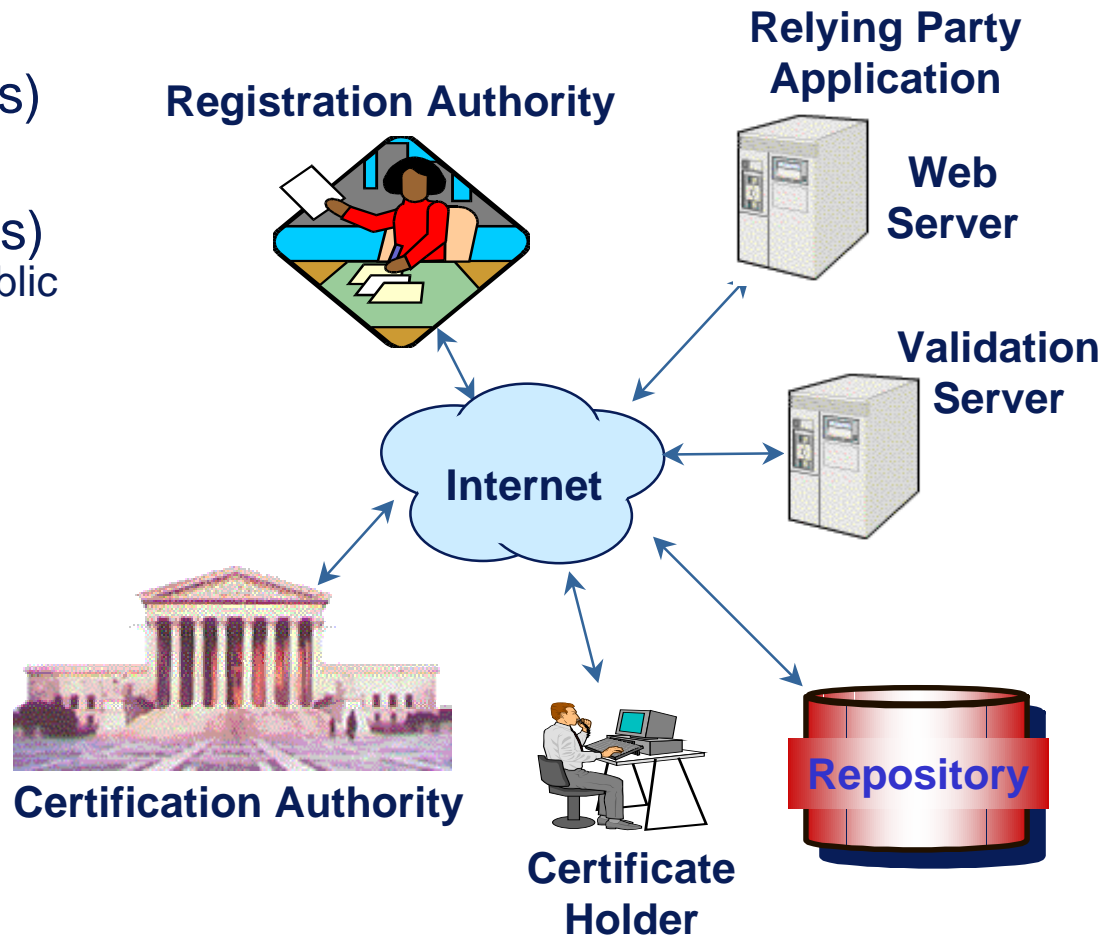 s)
s)
blic
Registration Authority
Relying Party
Application
Web
Server
Validation
Server
Internet
Certification Authority
Certificate
Holder
Repository